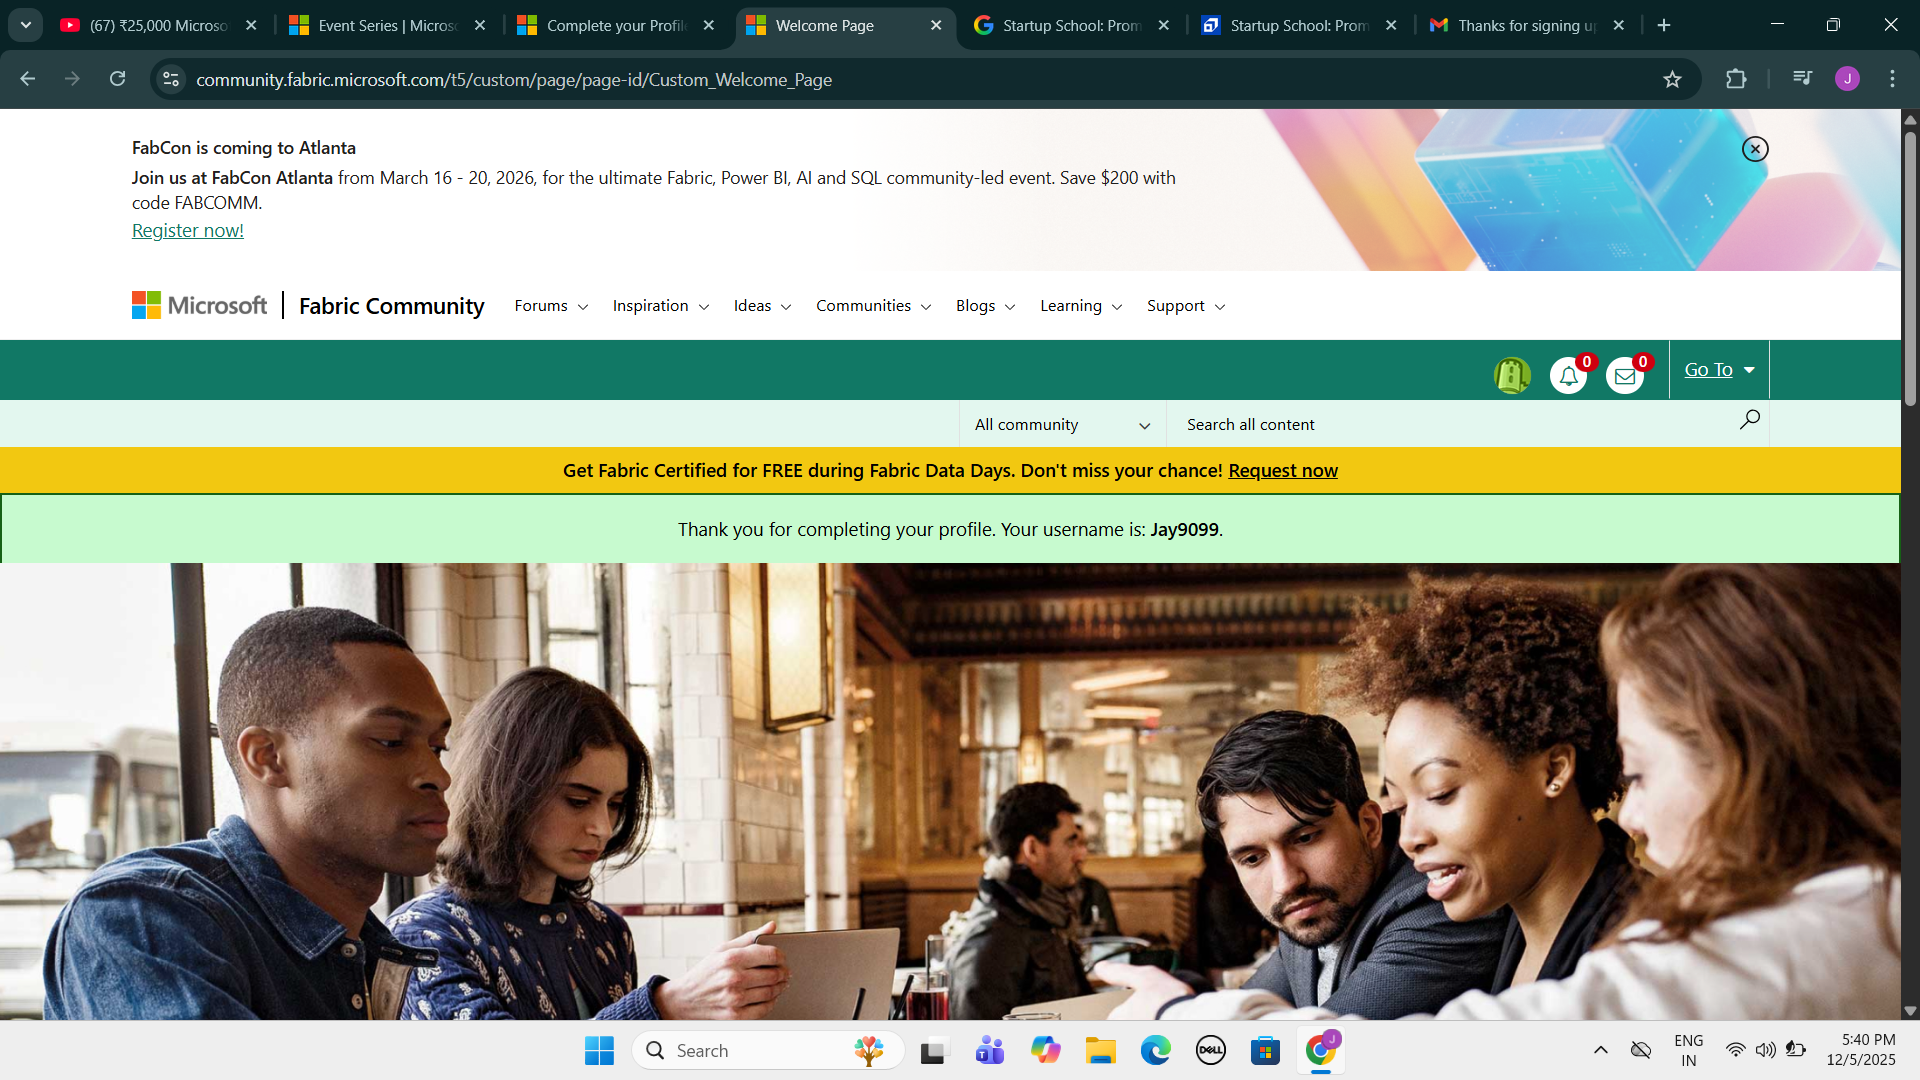 (67) ₹25,000 Microso
Event Series | Microso
Complete your Profile
Welcome Page
Startup School: Prom
Startup School: Prom
Thanks for signing up
community.fabric.microsoft.com/t5/custom/page/page-id/Custom_Welcome_Page
J
FabCon is coming to Atlanta
Join us at FabCon Atlanta from March 16 - 20, 2026, for the ultimate Fabric, Power BI, AI and SQL community-led event. Save $200 with
code FABCOMM.
Register now!
Microsoft
Fabric Community
Forums
Inspiration
Ideas
Communities
Blogs
Learning
Support
0
0
Go To
All community
Search all content
Get Fabric Certified for FREE during Fabric Data Days. Don't miss your chance! Request now
Thank you for completing your profile. Your username is: Jay9099.
Search
T
DELL
J
ENG
IN
5:40 PM
12/5/2025